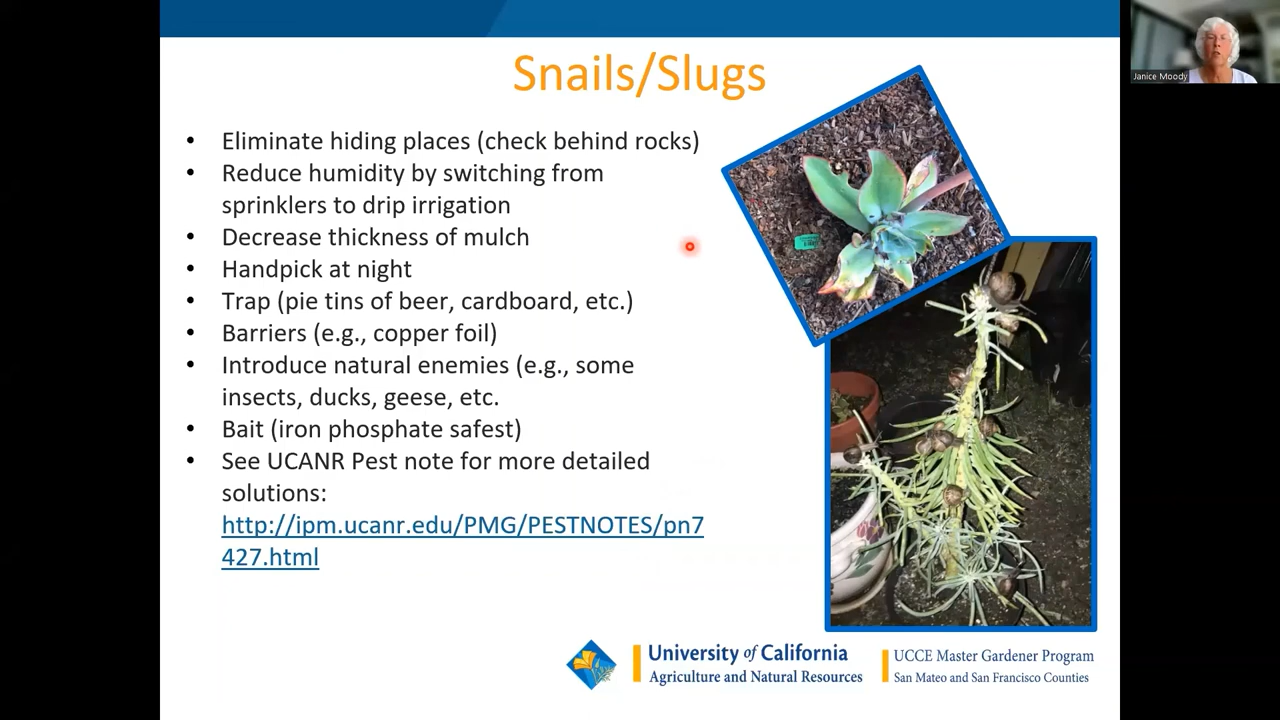 Snails/Slugs
Janice Moody
• Eliminate hiding places (check behind rocks)
• Reduce humidity by switching from
sprinklers to drip irrigation
• Decrease thickness of mulch
• Handpick at night
• Trap (pie tins of beer, cardboard, etc.)
• Barriers (e.g., copper foil)
• Introduce natural enemies (e.g., some
insects, ducks, geese, etc.
• Bait (iron phosphate safest)
• See UCANR Pest note for more detailed
solutions:
http://ipm.ucanr.edu/PMG/PESTNOTES/pn7
427.html
University of California
Agriculture and Natural Resources
UCCE Master Gardener Program
San Mateo and San Francisco Counties